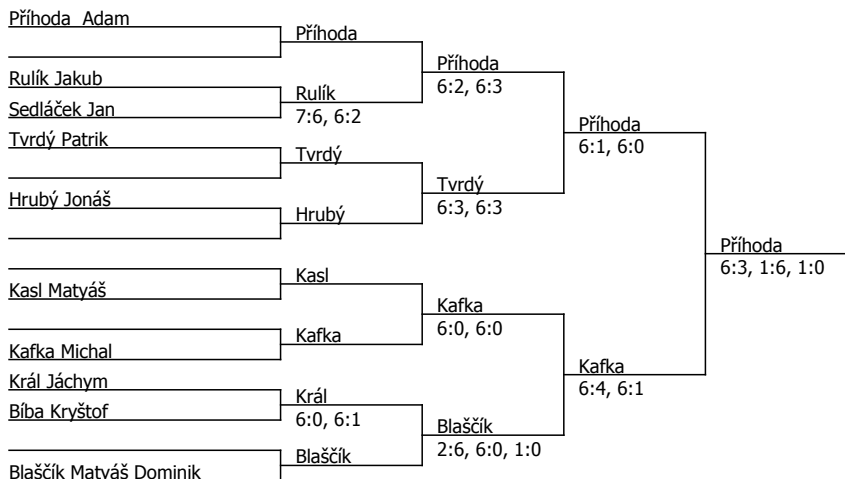 Příhoda Adam
Příhoda
Příhoda
6:2, 6:3
Rulík Jakub
Rulík
7:6, 6:2
Sedláček Jan
Příhoda
6:1, 6:0
Tvrdý Patrik
Tvrdý
Tvrdý
6:3, 6:3
Hrubý Jonáš
Hrubý
Příhoda
6:3, 1:6, 1:0
Kasl
Kasl Matyáš
Kafka
6:0, 6:0
Kafka
Kafka Michal
Kafka
6:4, 6:1
Král Jáchym
Král
6:0, 6:1
Bíba Kryštof
Blaščík
2:6, 6:0, 1:0
Blaščík
Blaščík Matyáš Dominik